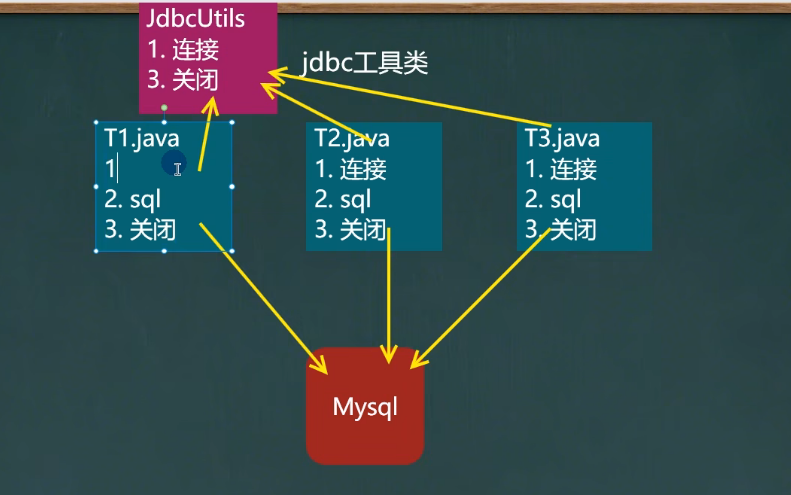 JdbcUtils
1. 连接
3. 关闭
jdbc工具类
T1.java
1
2. sql
3. 关闭
T2.java
1. 连接
2. sql
3. 关闭
T3.java
1. 连接
2. sql
3. 关闭
Mysql